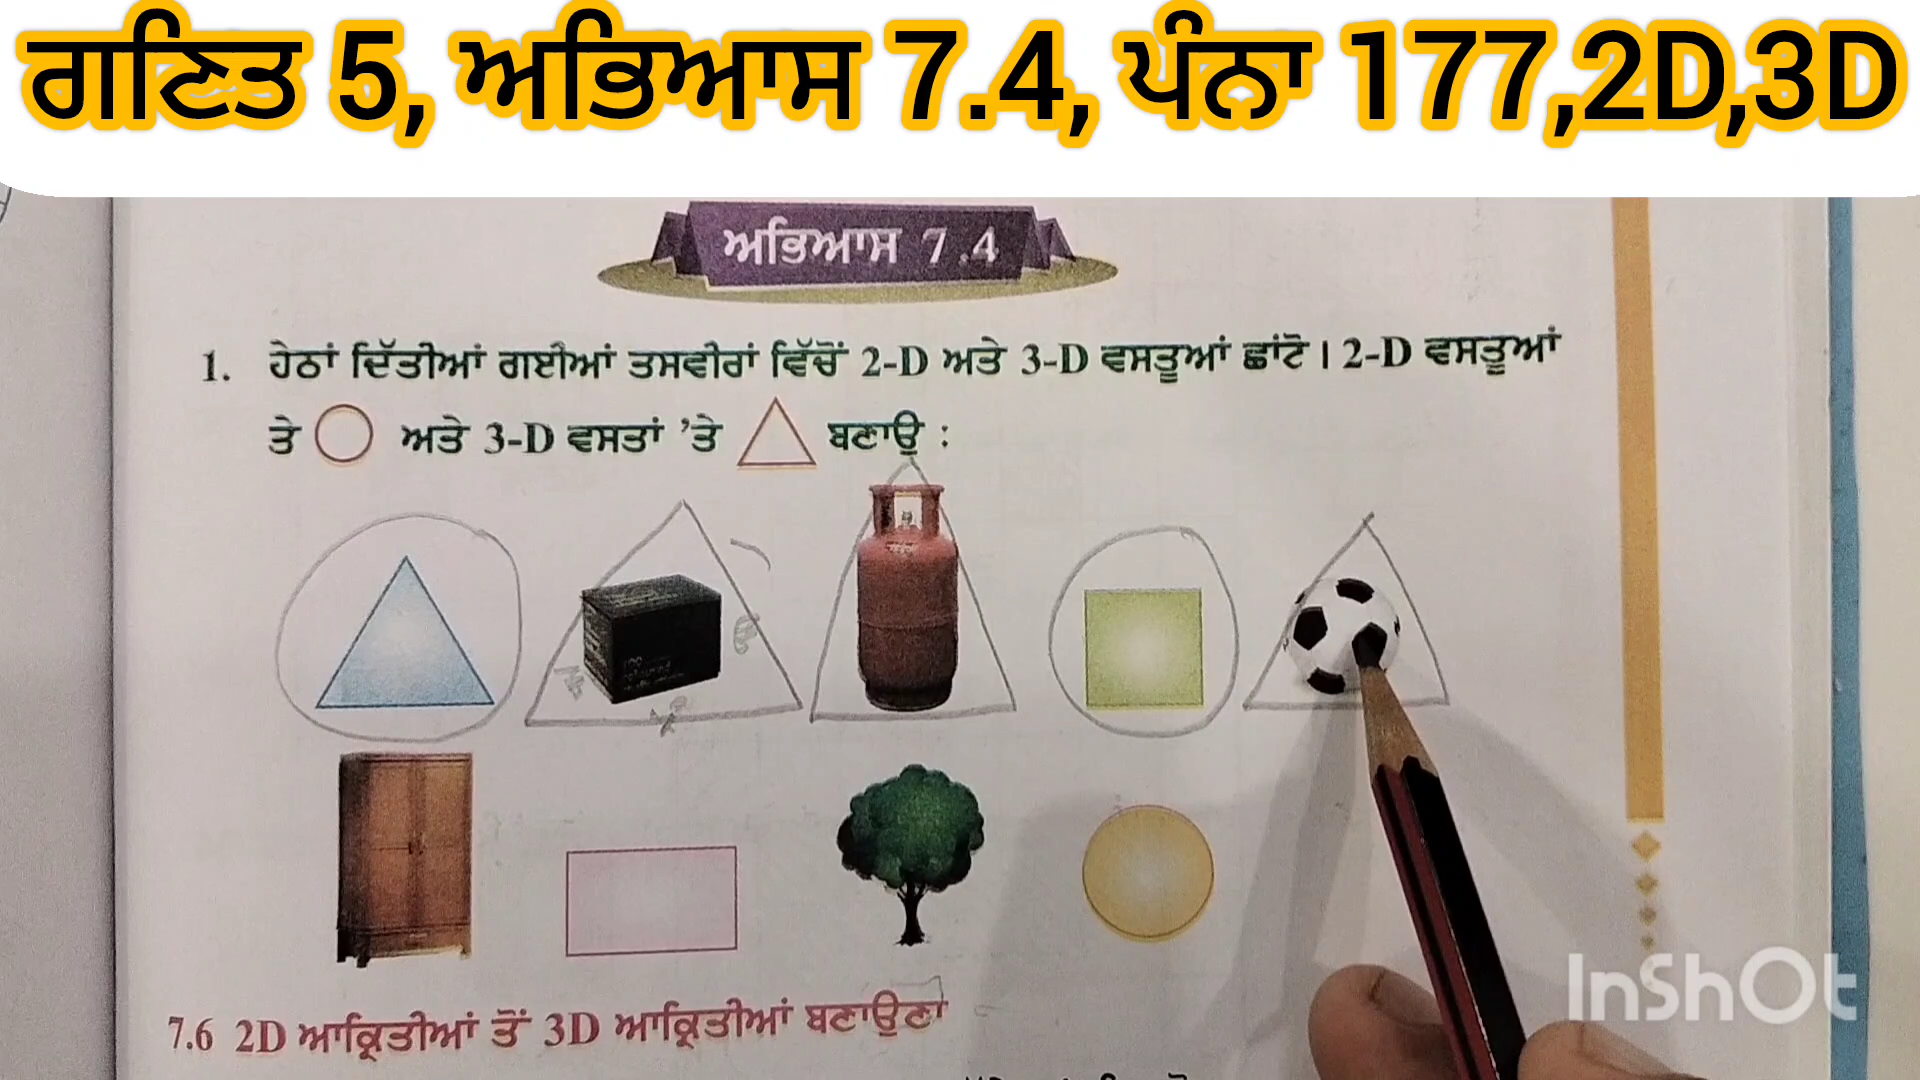 ਗਣਿਤ 5, ਅਭਿਆਸ 7.4, ਪੰਨਾ 177,2D,3D
ਅਭਿਆਸ 7.4
1. ਹੇਠਾਂ ਦਿੱਤੀਆਂ ਗਈਆਂ ਤਸਵੀਰਾਂ ਵਿੱਚੋਂ 2-D ਅਤੇ 3-D ਵਸਤੂਆਂ ਛਾਂਟੋ। 2-D ਵਸਤੂਆਂ
ਤੇ ਅਤੇ 3-D ਵਸਤਾਂ ’ਤੇ ਬਣਾਉ :
7.6 2D ਆਕ੍ਰਿਤੀਆਂ ਤੋਂ 3D ਆਕ੍ਰਿਤੀਆਂ ਬਣਾਉਣਾ
InShOt